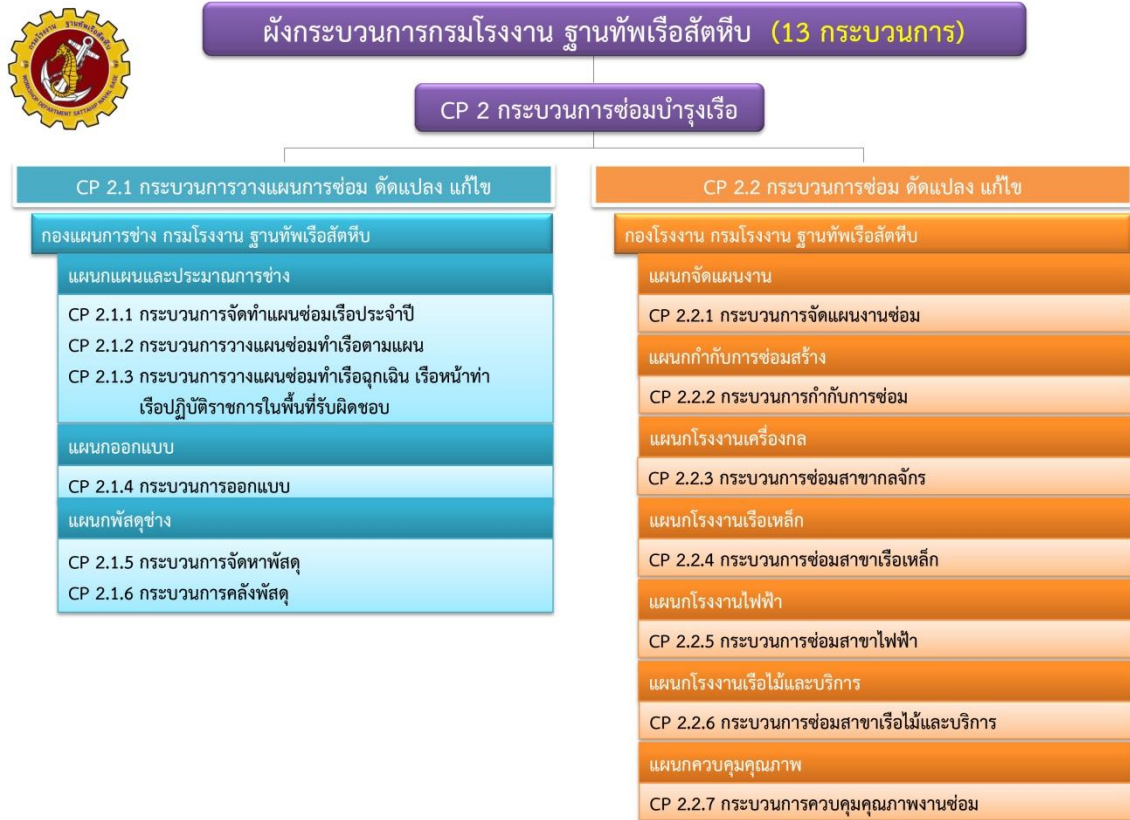 ผังกระบวนการกรมโรงงาน ฐานทัพเรือสัตหีบ (13 กระบวนการ)
กรมโรงงาน ฐานทัพเรือสัตหีบ
WORKSHOP DEPARTMENT SATTAHIP NAVAL BASE
CP 2 กระบวนการซ่อมบำรุงเรือ
CP 2.1 กระบวนการวางแผนการซ่อม ดัดแปลง แก้ไข
กองแผนการช่าง กรมโรงงาน ฐานทัพเรือสัตหีบ
แผนกแผนและประมาณการช่าง
CP 2.1.1 กระบวนการจัดทำแผนซ่อมเรือประจำปี
CP 2.1.2 กระบวนการวางแผนซ่อมทำเรือตามแผน
CP 2.1.3 กระบวนการวางแผนซ่อมทำเรือฉุกเฉิน เรือหน้าท่า
เรือปฏิบัติราชการในพื้นที่รับผิดชอบ
แผนกออกแบบ
CP 2.1.4 กระบวนการออกแบบ
แผนกพัสดุช่าง
CP 2.1.5 กระบวนการจัดหาพัสดุ
CP 2.1.6 กระบวนการคลังพัสดุ
CP 2.2 กระบวนการซ่อม ดัดแปลง แก้ไข
กองโรงงาน กรมโรงงาน ฐานทัพเรือสัตหีบ
แผนกจัดแผนงาน
CP 2.2.1 กระบวนการจัดแผนงานซ่อม
แผนกกำกับการซ่อมสร้าง
CP 2.2.2 กระบวนการกำกับการซ่อม
แผนกโรงงานเครื่องกล
CP 2.2.3 กระบวนการซ่อมสาขากลจักร
แผนกโรงงานเรือเหล็ก
CP 2.2.4 กระบวนการซ่อมสาขาเรือเหล็ก
แผนกโรงงานไฟฟ้า
CP 2.2.5 กระบวนการซ่อมสาขาไฟฟ้า
แผนกโรงงานเรือไม้และบริการ
CP 2.2.6 กระบวนการซ่อมสาขาเรือไม้และบริการ
แผนกควบคุมคุณภาพ
CP 2.2.7 กระบวนการควบคุมคุณภาพงานซ่อม